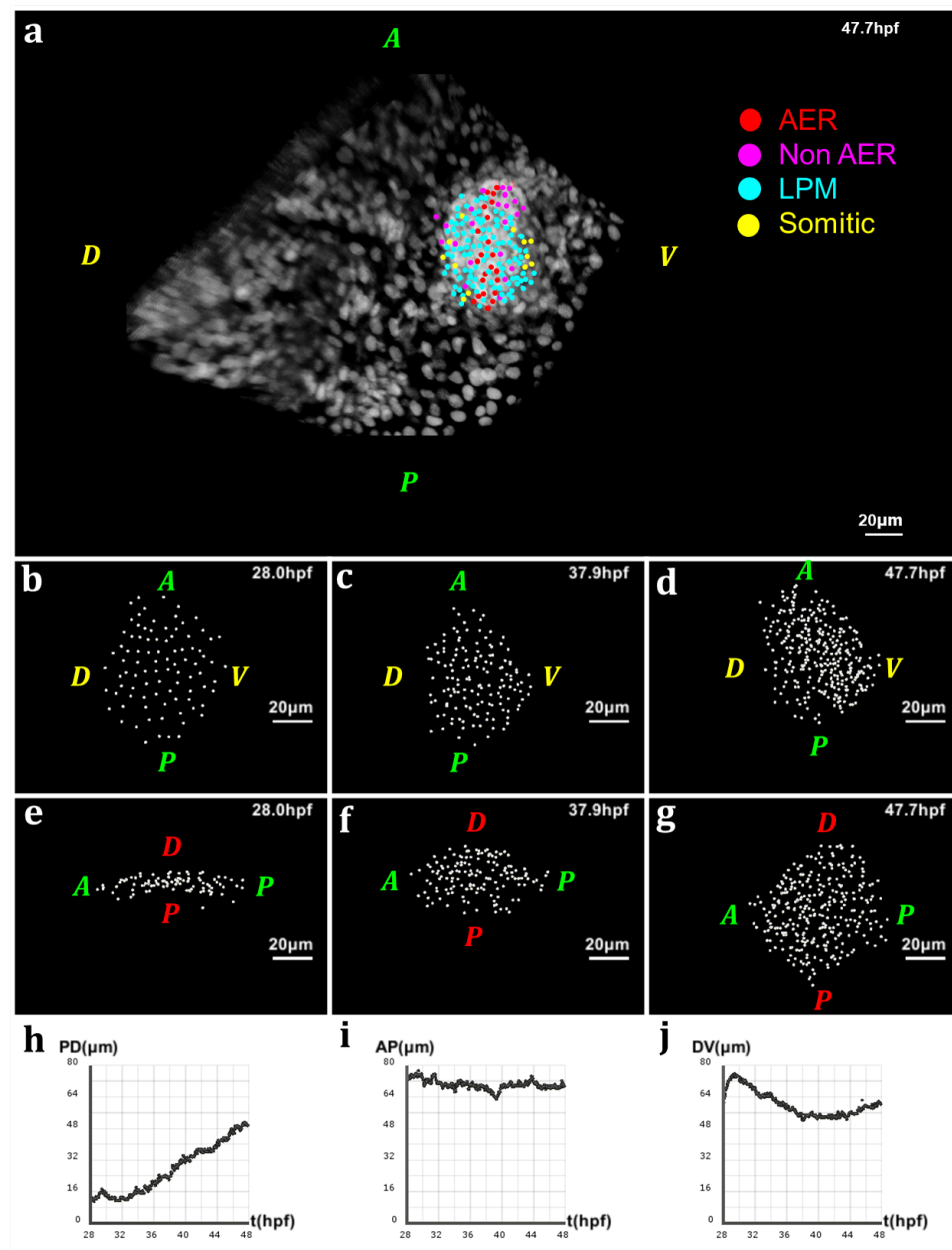 a
A
47.7hpf
AER
Non AER
LPM
Somitic
D
V
P
20μm
b
28.0hpf
A
D
V
20μm
P
c
37.9hpf
A
D
V
20μm
P
d
47.7hpf
A
D
V
20μm
P
e
28.0hpf
D
A
P
P
20μm
f
37.9hpf
D
A
P
P
20μm
g
47.7hpf
D
A
P
20μm
P
h
PD(μm)
80
64
48
32
16
0
28 32 36 40 44 48
t(hpf)
i
AP(μm)
80
64
48
32
16
0
28 32 36 40 44 48
t(hpf)
j
DV(μm)
80
64
48
32
16
0
28 32 36 40 44 48
t(hpf)